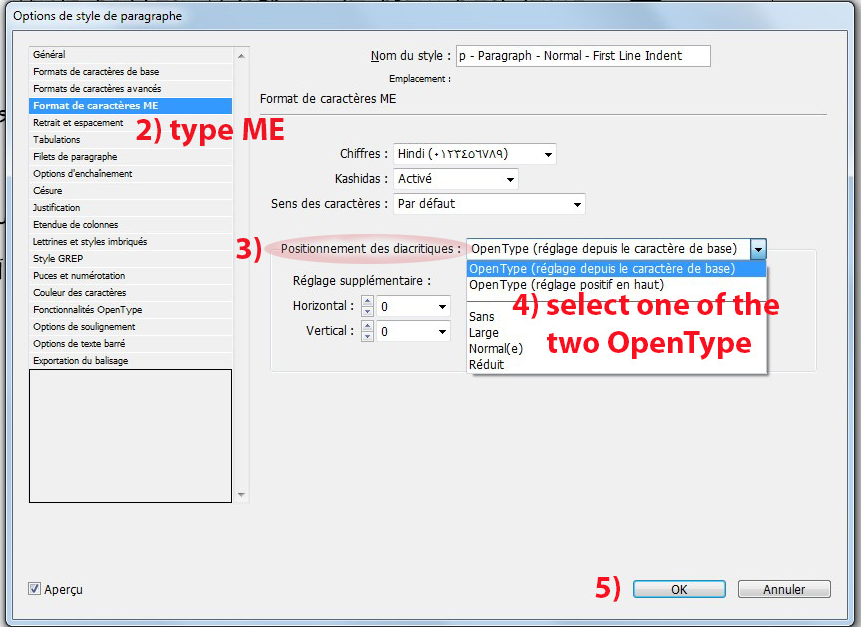 Options de style de paragraphe
Général
Formats de caractères de base
Formats de caractères avancés
Format de caractères ME
Retrait et espacement
Tabulations
Filets de paragraphe
Options d'enchaînement
Césure
Justification
Etendue de colonnes
Lettrines et styles imbriqués
Style GREP
Puces et numérotation
Couleur des caractères
Fonctionnalités OpenType
Options de soulignement
Options de texte barré
Exportation du balisage
2) type ME
Nom du style : p - Paragraph - Normal - First Line Indent
Emplacement :
Format de caractères ME
Chiffres : Hindi (٠١٢٣٤٥٦٧٨٩)
Kashidas : Activé
Sens des caractères : Par défaut
3) Positionnement des diacritiques : OpenType (réglage depuis le caractère de base)
OpenType (réglage depuis le caractère de base)
OpenType (réglage positif en haut)
Sans
Large
Normal(e)
Réduit
4) select one of the
two OpenType
Réglage supplémentaire :
Horizontal : 0
Vertical : 0
Aperçu
5) OK Annuler